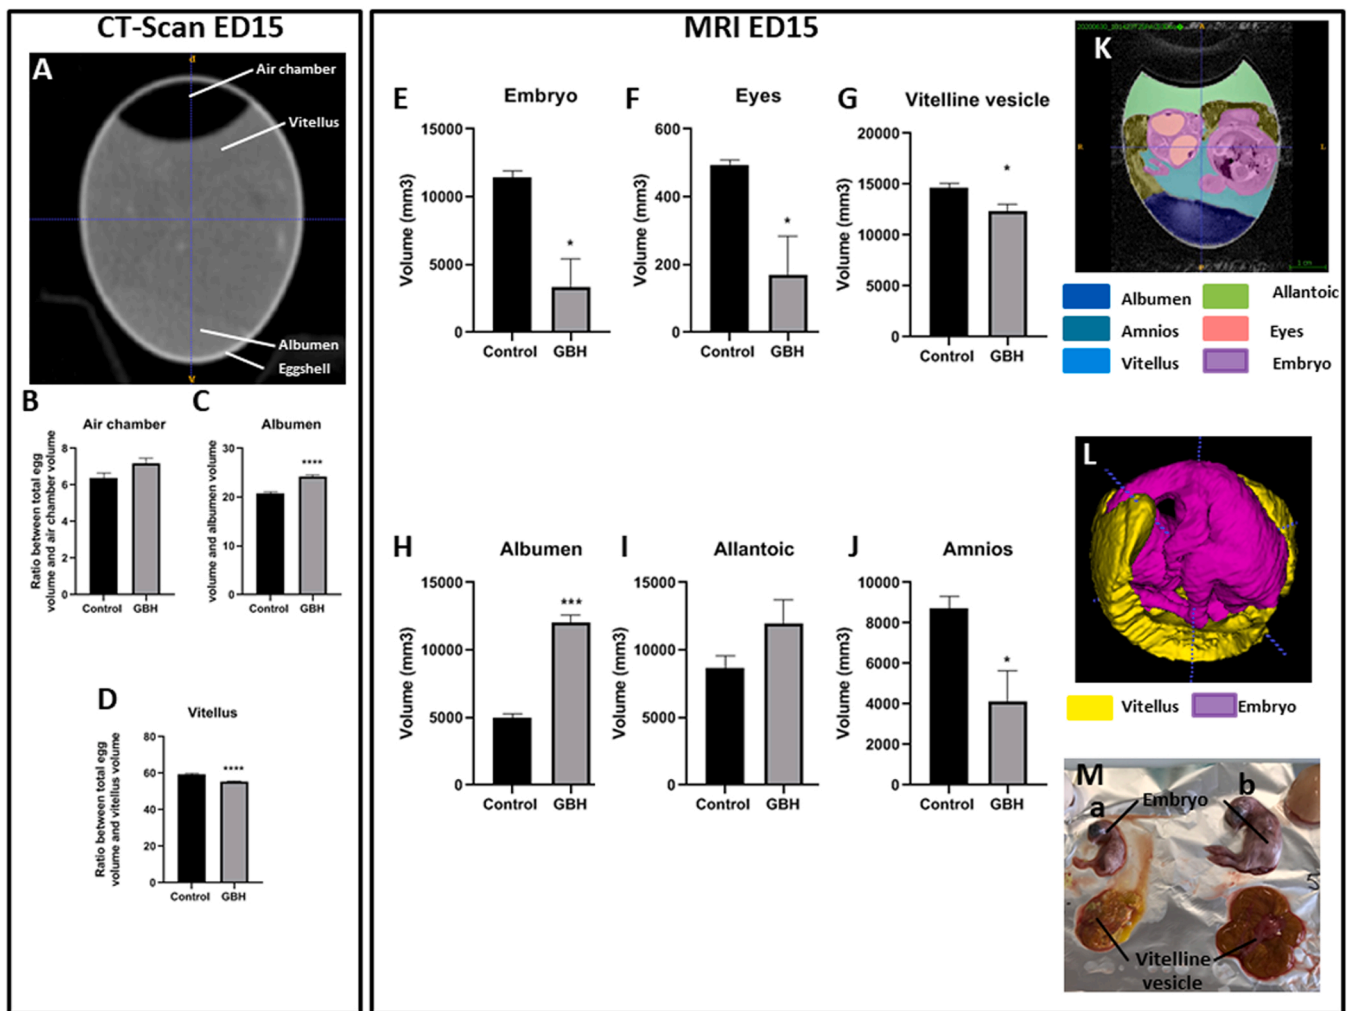 CT-Scan ED15
A
d
Air chamber
Vitellus
Albumen
Eggshell
V
B
Air chamber
Ratio between total egg
volume and air chamber volume
8
6
4
2
0
Control
GBH
C
Albumen
volume and albumen volume
30
20
10
0
****
Control
GBH
D
Vitellus
Ratio between total egg
volume and vitellus volume
80
60
40
20
0
****
Control
GBH
MRI ED15
E
Embryo
Volume (mm3)
15000
10000
5000
0
*
Control
GBH
F
Eyes
Volume (mm3)
600
400
200
0
*
Control
GBH
G
Vitelline vesicle
Volume (mm3)
20000
15000
10000
5000
0
*
Control
GBH
H
Albumen
Volume (mm3)
15000
10000
5000
0
***
Control
GBH
I
Allantoic
Volume (mm3)
15000
10000
5000
0
Control
GBH
J
Amnios
Volume (mm3)
10000
8000
6000
4000
2000
0
*
Control
GBH
K
R
L
1 cm
Albumen
Allantoic
Amnios
Eyes
Vitellus
Embryo
L
Vitellus
Embryo
M
a
Embryo
b
5
Vitelline
vesicle